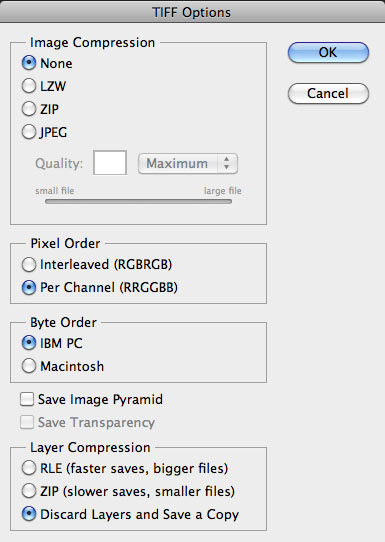 TIFF Options
Image Compression
None
LZW
ZIP
JPEG
Quality: Maximum
small file large file
OK
Cancel
Pixel Order
Interleaved (RGBRGB)
Per Channel (RRGGBB)
Byte Order
IBM PC
Macintosh
Save Image Pyramid
Save Transparency
Layer Compression
RLE (faster saves, bigger files)
ZIP (slower saves, smaller files)
Discard Layers and Save a Copy